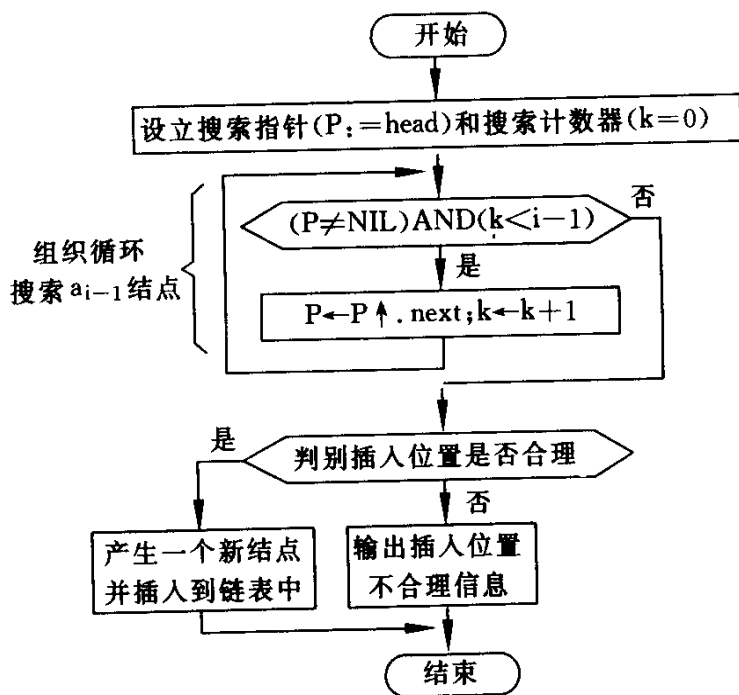 开始
设立搜索指针(P:=head)和搜索计数器(k=0)
否
(P≠NIL)AND(k<i-1)
组织循环
搜索a_{i-1}结点
是
P←P↑.next;k←k+1
是
判别插入位置是否合理
否
产生一个新结点
并插入到链表中
输出插入位置
不合理信息
结束